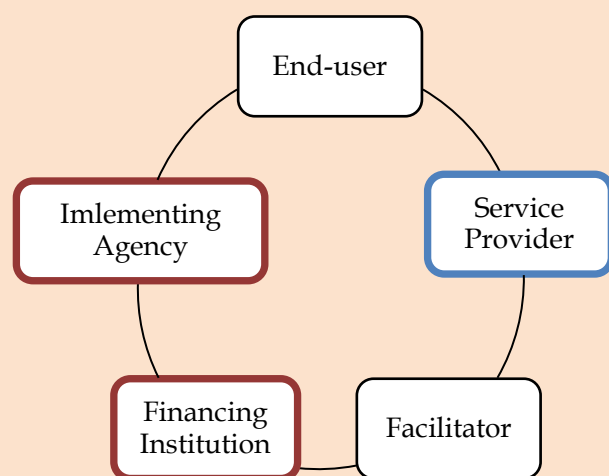 End-user
Imlementing
Agency
Service
Provider
Financing
Institution
Facilitator